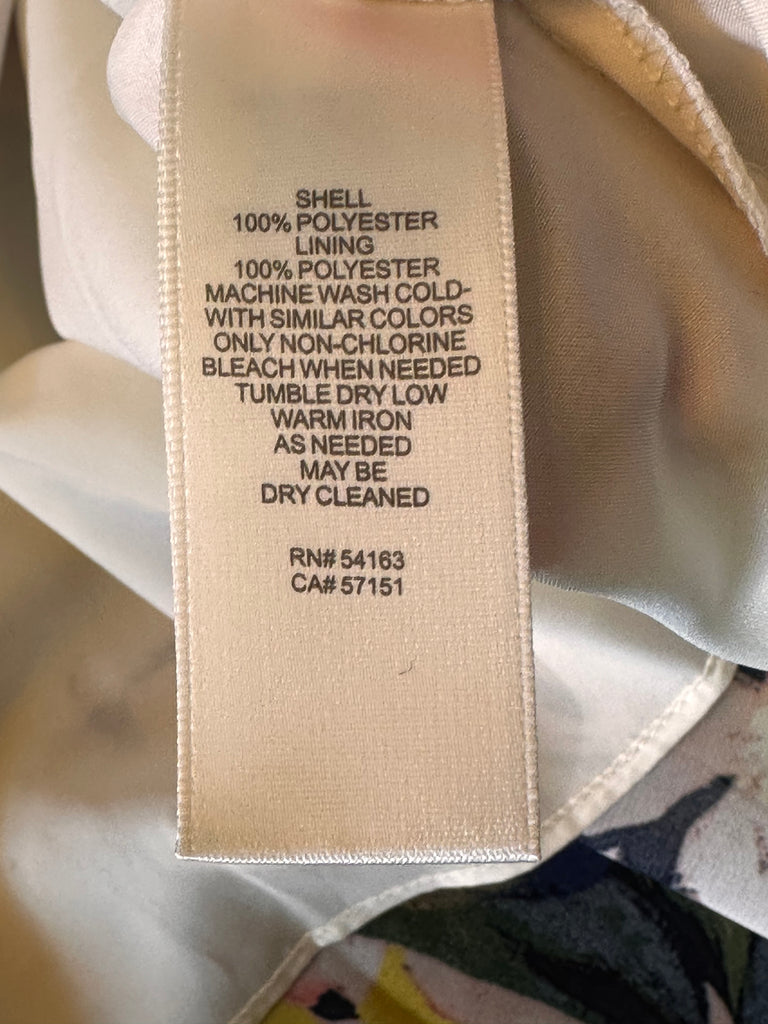 SHELL
100% POLYESTER
LINING
100% POLYESTER
MACHINE WASH COLD-
WITH SIMILAR COLORS
ONLY NON-CHLORINE
BLEACH WHEN NEEDED
TUMBLE DRY LOW
WARM IRON
AS NEEDED
MAY BE
DRY CLEANED
RN# 54163
CA# 57151